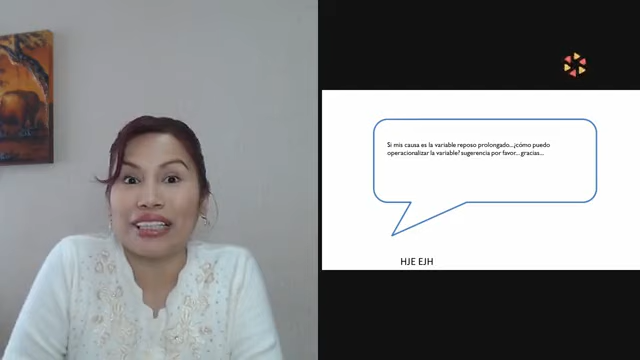 Si mis causa es la variable reposo prolongado...¿cómo puedo
operacionalizar la variable? sugerencia por favor...gracias...
HJE EJH